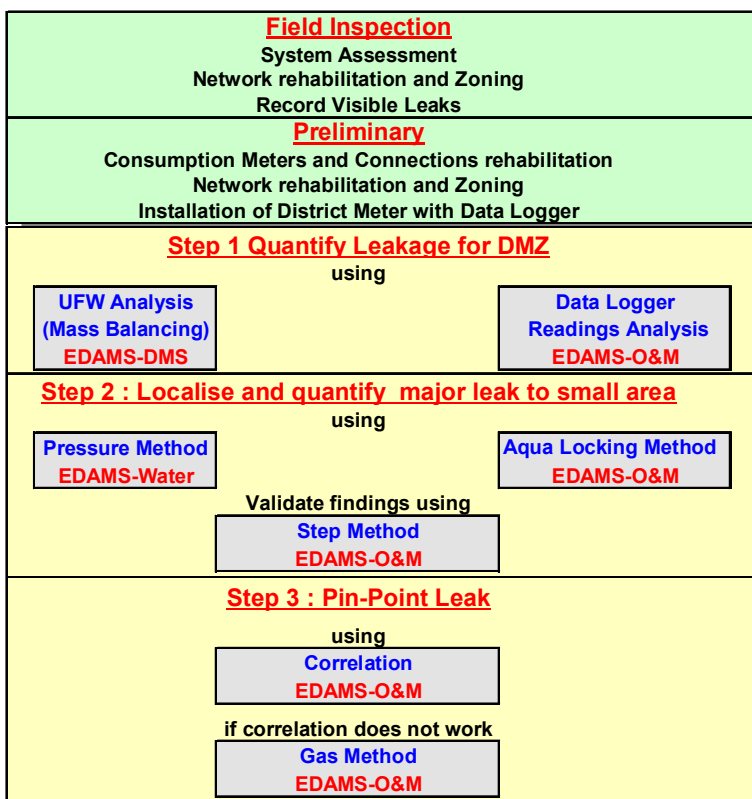 Field Inspection
System Assessment
Network rehabilitation and Zoning
Record Visible Leaks
Preliminary
Consumption Meters and Connections rehabilitation
Network rehabilitation and Zoning
Installation of District Meter with Data Logger
Step 1 Quantify Leakage for DMZ
using
UFW Analysis
(Mass Balancing)
EDAMS-DMS
Data Logger
Readings Analysis
EDAMS-O&M
Step 2 : Localise and quantify major leak to small area
using
Pressure Method
EDAMS-Water
Aqua Locking Method
EDAMS-O&M
Validate findings using
Step Method
EDAMS-O&M
Step 3 : Pin-Point Leak
using
Correlation
EDAMS-O&M
if correlation does not work
Gas Method
EDAMS-O&M